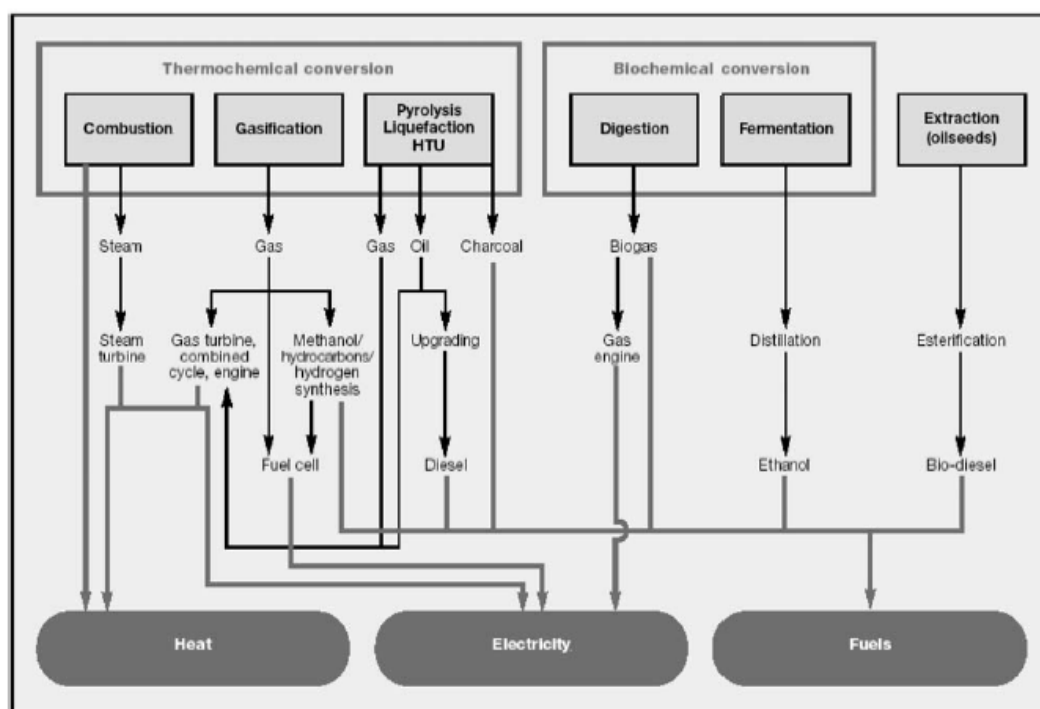 Thermochemical conversion
Biochemical conversion
Combustion
Gasification
Pyrolysis
Liquefaction
HTU
Digestion
Fermentation
Extraction
(oilseeds)
Steam
Gas
Gas
Oil
Charcoal
Biogas
Steam
turbine
Gas turbine,
combined
cycle, engine
Methanol/
hydrocarbons/
hydrogen
synthesis
Upgrading
Gas
engine
Distillation
Esterification
Fuel cell
Diesel
Ethanol
Bio-diesel
Heat
Electricity
Fuels